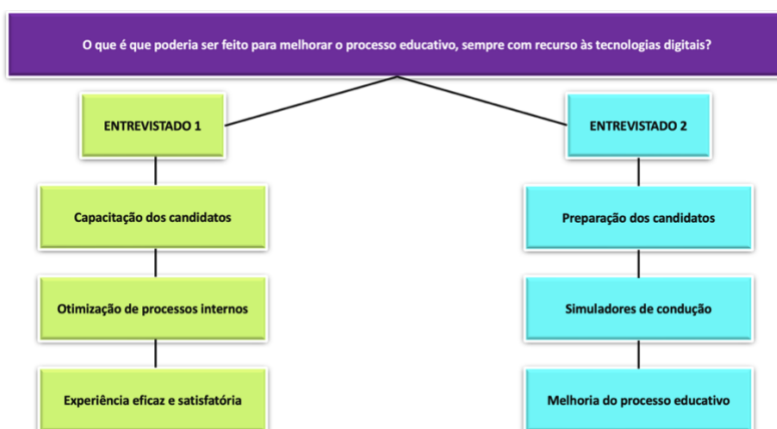 O que é que poderia ser feito para melhorar o processo educativo, sempre com recurso às tecnologias digitais?
ENTREVISTADO 1
ENTREVISTADO 2
Capacitação dos candidatos
Preparação dos candidatos
Otimização de processos internos
Simuladores de condução
Experiência eficaz e satisfatória
Melhoria do processo educativo